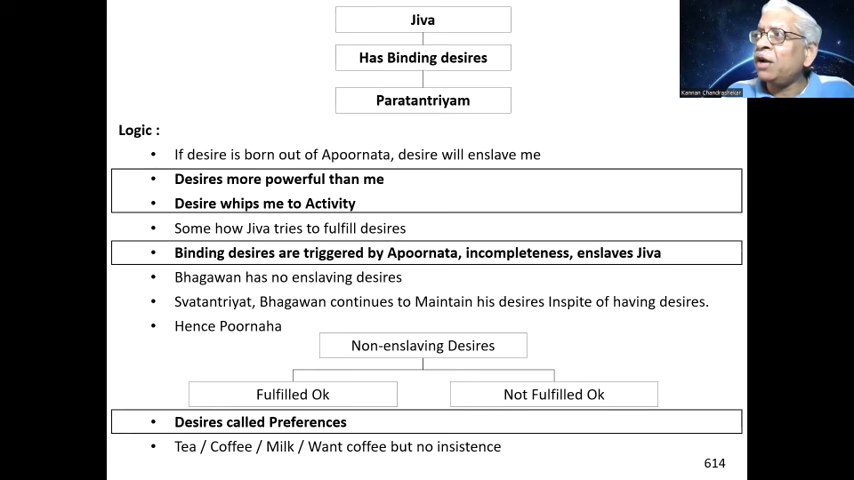 Jiva
Has Binding desires
Paratantriyam
Kannan Chandrashekar
Logic :
• If desire is born out of Apoornata, desire will enslave me
• Desires more powerful than me
• Desire whips me to Activity
• Some how Jiva tries to fulfill desires
• Binding desires are triggered by Apoornata, incompleteness, enslaves Jiva
• Bhagawan has no enslaving desires
• Svatantriyat, Bhagawan continues to Maintain his desires Inspite of having desires.
• Hence Poornaha
Non-enslaving Desires
Fulfilled Ok
Not Fulfilled Ok
• Desires called Preferences
• Tea / Coffee / Milk / Want coffee but no insistence
614